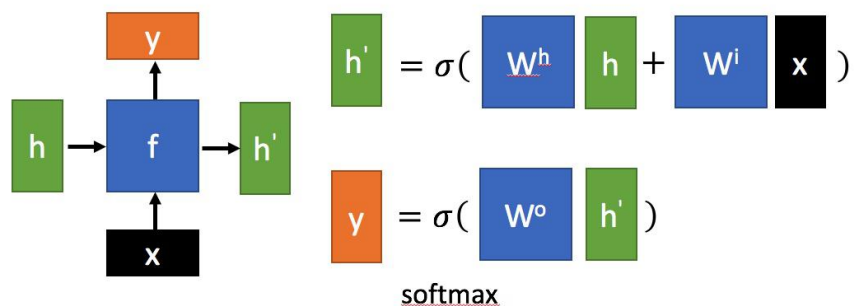 y
h
f
h'
x
h' = σ( Wʰ h + Wⁱ x )
y = σ( Wᵒ h' )
softmax